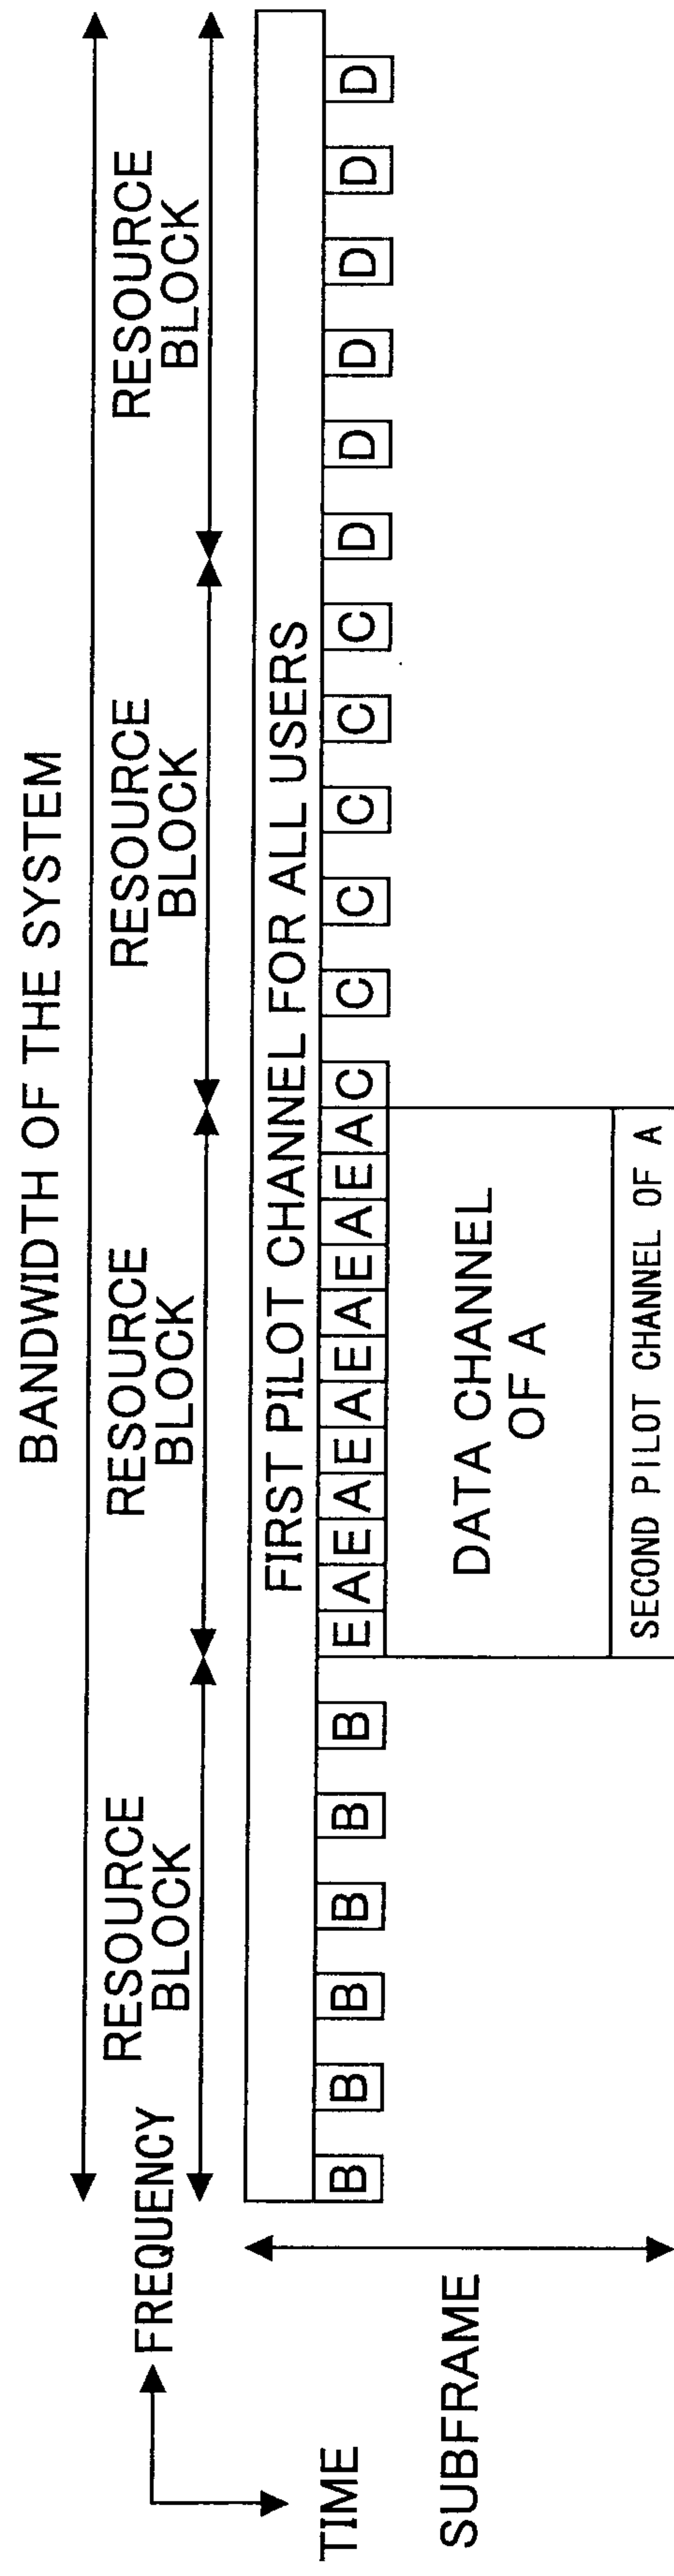 BANDWIDTH OF THE SYSTEM
FREQUENCY
RESOURCE
BLOCK
RESOURCE
BLOCK
RESOURCE
BLOCK
RESOURCE
BLOCK
TIME
FIRST PILOT CHANNEL FOR ALL USERS
B B B B B B E A E A E A E A E A E A C C C C C C D D D D D D
SUBFRAME
DATA CHANNEL
OF A
SECOND PILOT CHANNEL OF A